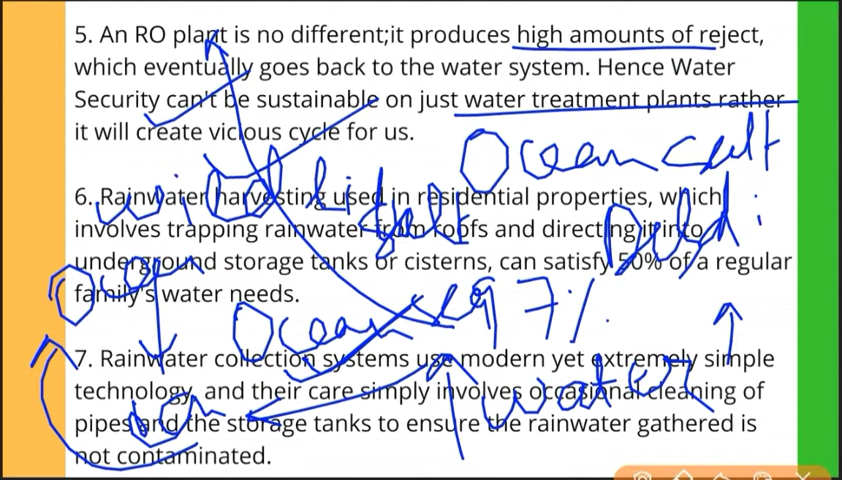 5. An RO plant is no different;it produces high amounts of reject,
which eventually goes back to the water system. Hence Water
Security can't be sustainable on just water treatment plants rather
it will create vicious cycle for us.
Ocean salt
6. Rainwater harvesting used in residential properties, which
involves trapping rainwater from roofs and directing it into
underground storage tanks or cisterns, can satisfy 50% of a regular
family's water needs.
Ocean 97%
7. Rainwater collection systems use modern yet extremely simple
technology, and their care simply involves occasional cleaning of
water
pipes and the storage tanks to ensure the rainwater gathered is
not contaminated.